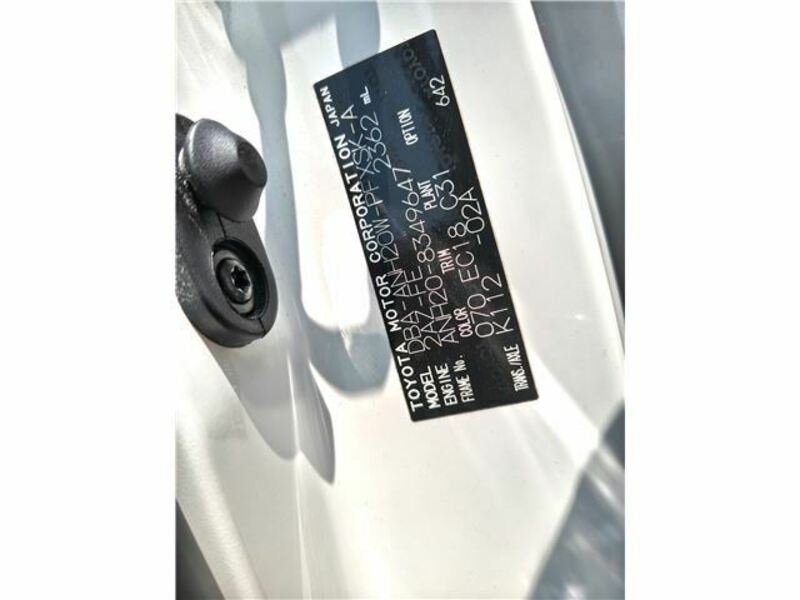 TOYOTA MOTOR CORPORATION JAPAN
MODEL DBA-ANH20W-PFXSK-A
ENGINE 2AZ-FE 2362 mL
FRAME No. ANH20-8349647
COLOR TRIM PLANT OPTION
070 EC18 C31 642
TRANS./AXLE K112 -02A